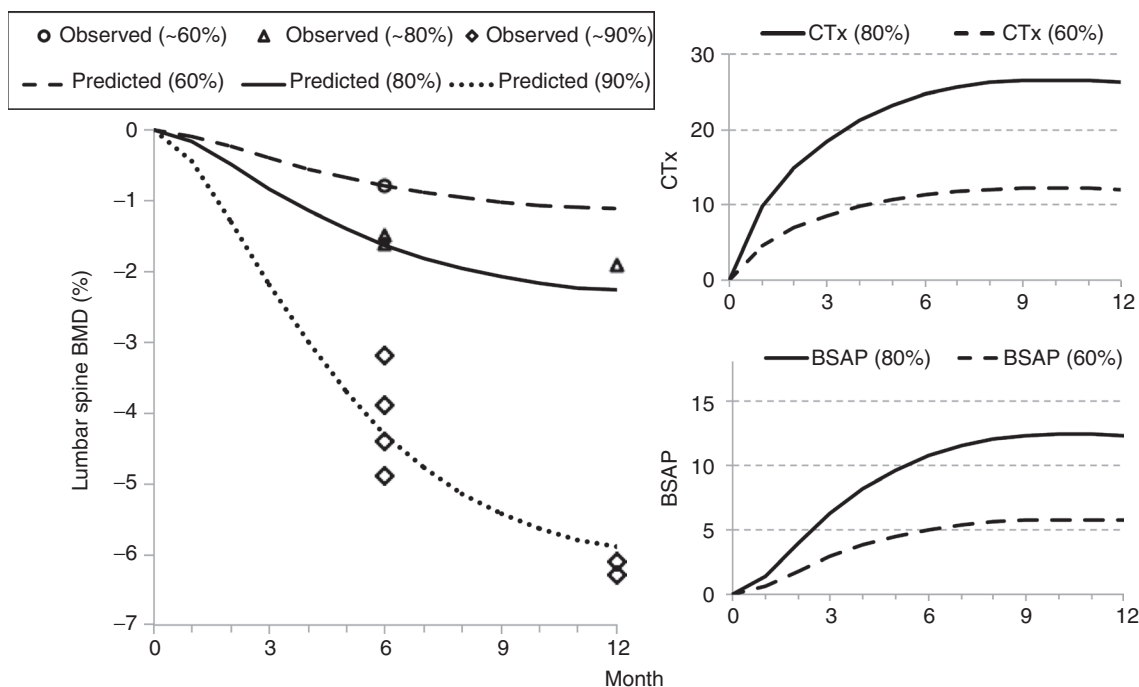 Observed (~60%) Observed (~80%) Observed (~90%)
Predicted (60%) Predicted (80%) Predicted (90%)
0
–1
–2
–3
–4
–5
–6
–7
Lumbar spine BMD (%)
0 3 6 9 12
Month
CTx (80%) CTx (60%)
30
20
10
0
CTx
0 3 6 9 12
BSAP (80%) BSAP (60%)
15
10
5
0
BSAP
0 3 6 9 12